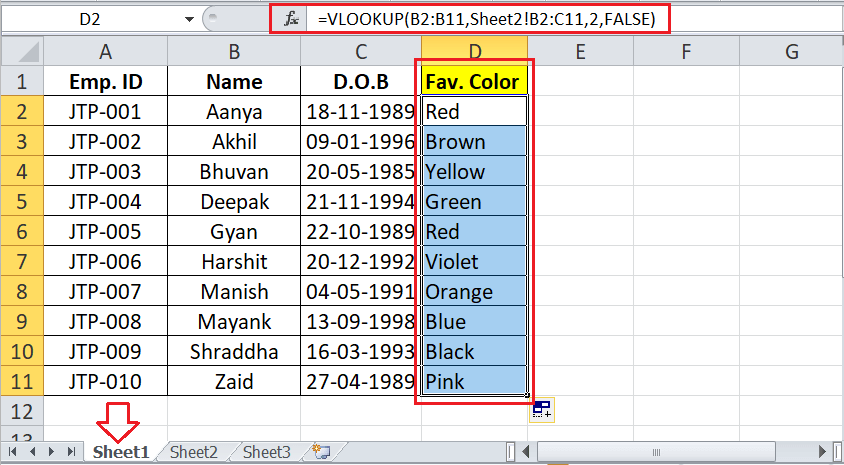 D2 fx =VLOOKUP(B2:B11,Sheet2!B2:C11,2,FALSE)
A B C D E F G
1 Emp. ID Name D.O.B Fav. Color
2 JTP-001 Aanya 18-11-1989 Red
3 JTP-002 Akhil 09-01-1996 Brown
4 JTP-003 Bhuvan 20-05-1985 Yellow
5 JTP-004 Deepak 21-11-1994 Green
6 JTP-005 Gyan 22-10-1989 Red
7 JTP-006 Harshit 20-12-1992 Violet
8 JTP-007 Manish 04-05-1991 Orange
9 JTP-008 Mayank 13-09-1998 Blue
10 JTP-009 Shraddha 16-03-1993 Black
11 JTP-010 Zaid 27-04-1989 Pink
12
13
Sheet1 Sheet2 Sheet3